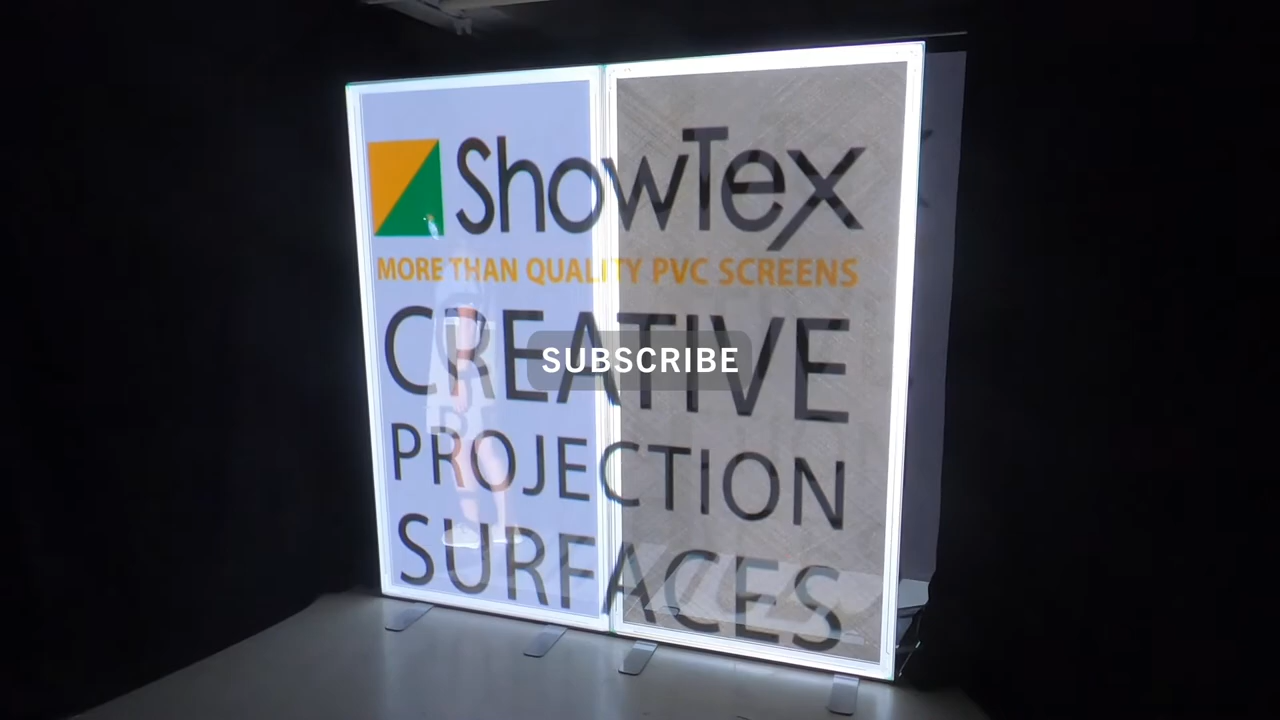 ShowTex
MORE THAN QUALITY PVC SCREENS
CREATIVE
SUBSCRIBE
PROJECTION
SURFACES